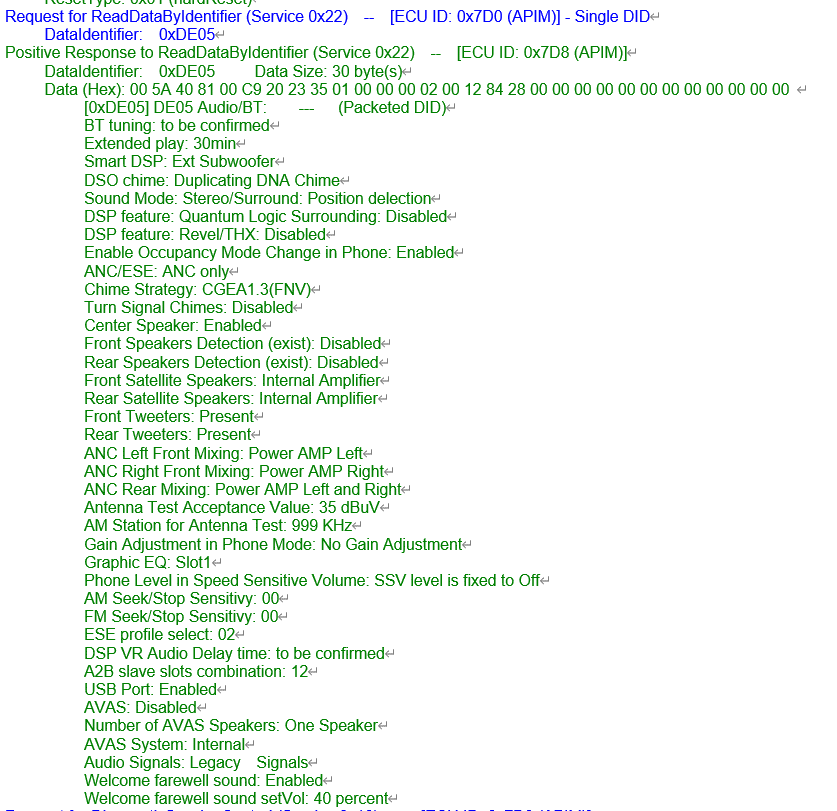 ResetType: 0x01 (hardReset)
Request for ReadDataByIdentifier (Service 0x22) -- [ECU ID: 0x7D0 (APIM)] - Single DID↵
DataIdentifier: 0xDE05↵
Positive Response to ReadDataByIdentifier (Service 0x22) -- [ECU ID: 0x7D8 (APIM)]↵
DataIdentifier: 0xDE05 Data Size: 30 byte(s)↵
Data (Hex): 00 5A 40 81 00 C9 20 23 35 01 00 00 00 02 00 12 84 28 00 00 00 00 00 00 00 00 00 00 00 00 ↵
[0xDE05] DE05 Audio/BT: --- (Packeted DID)↵
BT tuning: to be confirmed↵
Extended play: 30min↵
Smart DSP: Ext Subwoofer↵
DSO chime: Duplicating DNA Chime↵
Sound Mode: Stereo/Surround: Position delection↵
DSP feature: Quantum Logic Surrounding: Disabled↵
DSP feature: Revel/THX: Disabled↵
Enable Occupancy Mode Change in Phone: Enabled↵
ANC/ESE: ANC only↵
Chime Strategy: CGEA1.3(FNV)↵
Turn Signal Chimes: Disabled↵
Center Speaker: Enabled↵
Front Speakers Detection (exist): Disabled↵
Rear Speakers Detection (exist): Disabled↵
Front Satellite Speakers: Internal Amplifier↵
Rear Satellite Speakers: Internal Amplifier↵
Front Tweeters: Present↵
Rear Tweeters: Present↵
ANC Left Front Mixing: Power AMP Left↵
ANC Right Front Mixing: Power AMP Right↵
ANC Rear Mixing: Power AMP Left and Right↵
Antenna Test Acceptance Value: 35 dBuV↵
AM Station for Antenna Test: 999 KHz↵
Gain Adjustment in Phone Mode: No Gain Adjustment↵
Graphic EQ: Slot1↵
Phone Level in Speed Sensitive Volume: SSV level is fixed to Off↵
AM Seek/Stop Sensitivy: 00↵
FM Seek/Stop Sensitivy: 00↵
ESE profile select: 02↵
DSP VR Audio Delay time: to be confirmed↵
A2B slave slots combination: 12↵
USB Port: Enabled↵
AVAS: Disabled↵
Number of AVAS Speakers: One Speaker↵
AVAS System: Internal↵
Audio Signals: Legacy Signals↵
Welcome farewell sound: Enabled↵
Welcome farewell sound setVol: 40 percent↵